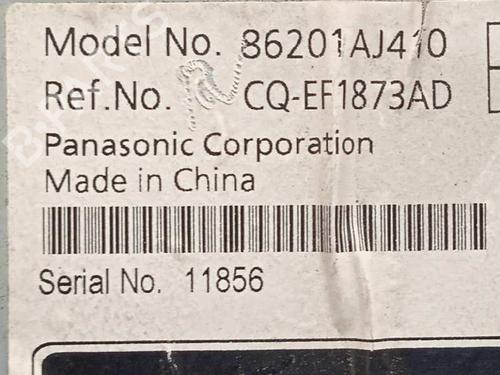 Model No. 86201AJ410
Ref.No. CQ-EF1873AD
Panasonic Corporation
Made in China
Serial No. 11856